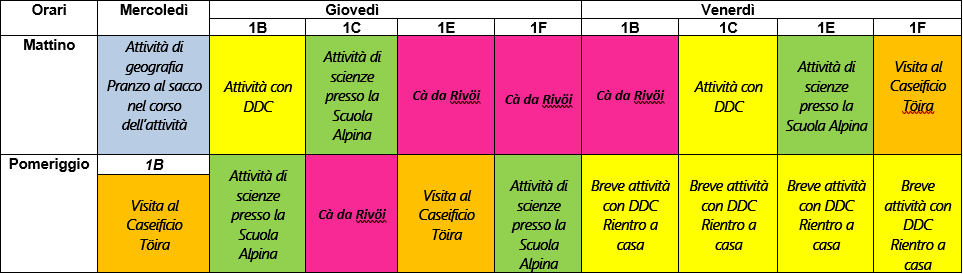 Orari
Mercoledì
Giovedì
Venerdì
1B
1C
1E
1F
1B
1C
1E
1F
Mattino
Attività di
geografia
Pranzo al sacco
nel corso
dell'attività
Attività con
DDC
Attività di
scienze
presso la
Scuola
Alpina
Cà da Rivöi
Cà da Rivöi
Cà da Rivöi
Attività con
DDC
Attività di
scienze
presso la
Scuola Alpina
Visita al
Caseificio
Töira
Pomeriggio
1B
Visita al
Caseificio
Töira
Attività di
scienze
presso la
Scuola
Alpina
Cà da Rivöi
Visita al
Caseificio
Töira
Attività di
scienze
presso la
Scuola
Alpina
Breve attività
con DDC
Rientro a
casa
Breve attività
con DDC
Rientro a
casa
Breve attività
con DDC
Rientro a
casa
Breve
attività con
DDC
Rientro a
casa